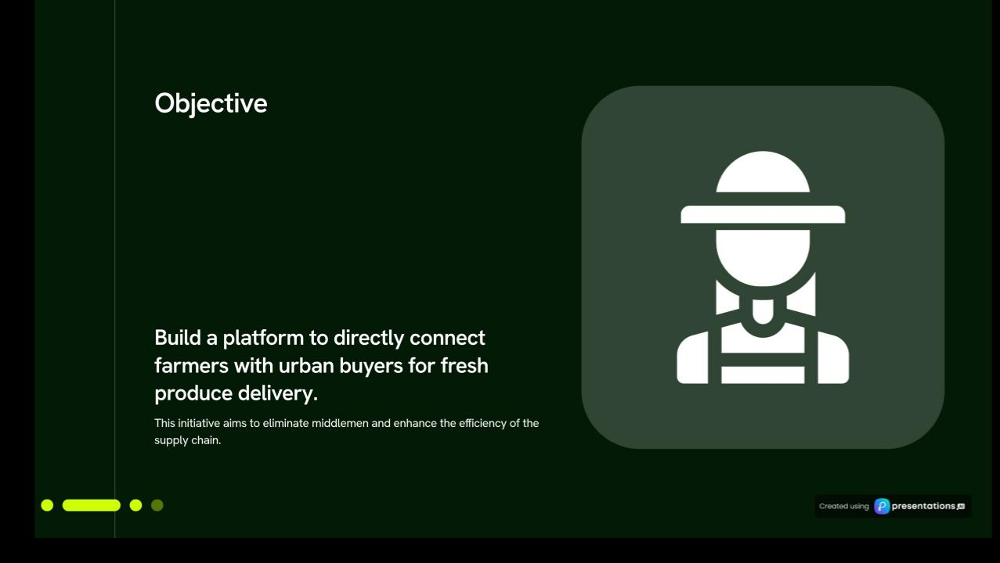 Objective
Build a platform to directly connect
farmers with urban buyers for fresh
produce delivery.
This initiative aims to eliminate middlemen and enhance the efficiency of the
supply chain.
Created using presentations.AI